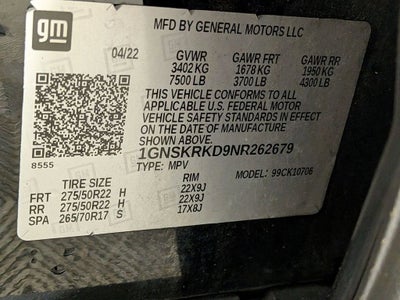 gm
MFD BY GENERAL MOTORS LLC
04/22
GVWR GAWR FRT GAWR RR
3402 KG 1678 KG 1950 KG
7500 LB 3700 LB 4300 LB
THIS VEHICLE CONFORMS TO ALL
APPLICABLE U.S. FEDERAL MOTOR
VEHICLE SAFETY STANDARDS IN EFFECT
ON THE DATE OF MANUFACTURE
SHOWN ABOVE.
8555
1GNSKRKD9NR262679
TYPE: MPV MODEL: 99CK10706
TIRE SIZE RIM
FRT 275/50R22 H 22X9J
RR 275/50R22 H 22X9J
SPA 265/70R17 S 17X8J